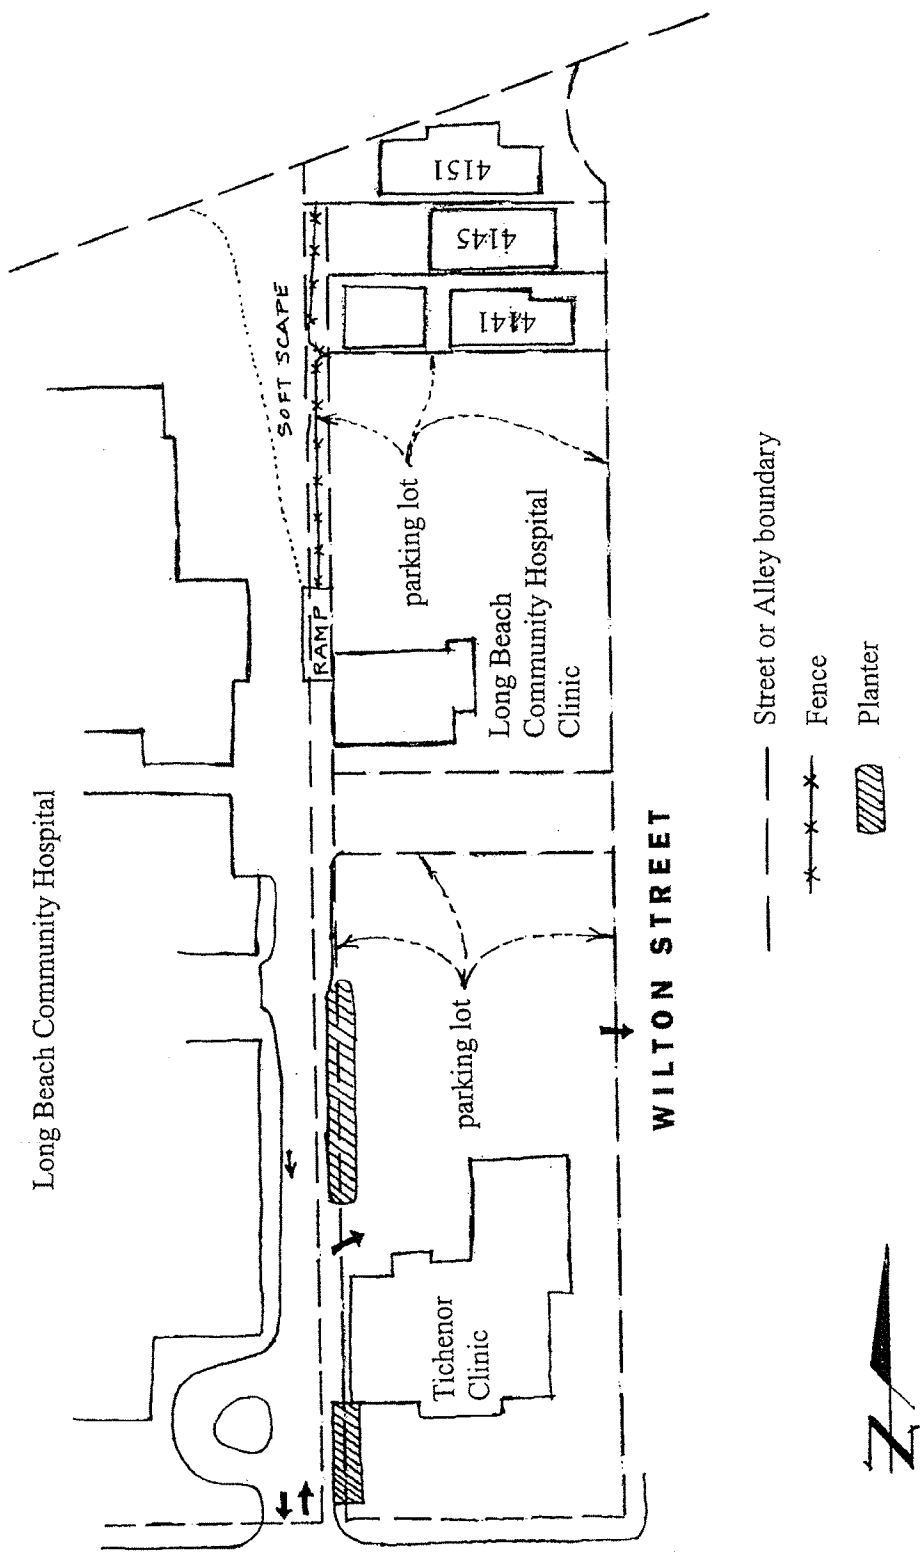 Long Beach Community Hospital
SOFT SCAPE
RAMP
4151
4145
4141
parking lot
Long Beach
Community Hospital
Clinic
parking lot
Tichenor
Clinic
WILTON STREET
Street or Alley boundary
Fence
Planter
N